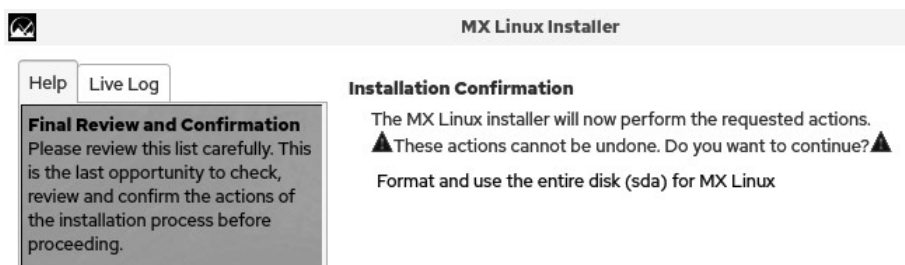 MX Linux Installer
Help
Live Log
Final Review and Confirmation
Please review this list carefully. This
is the last opportunity to check,
review and confirm the actions of
the installation process before
proceeding.
Installation Confirmation
The MX Linux installer will now perform the requested actions.
These actions cannot be undone. Do you want to continue?
Format and use the entire disk (sda) for MX Linux